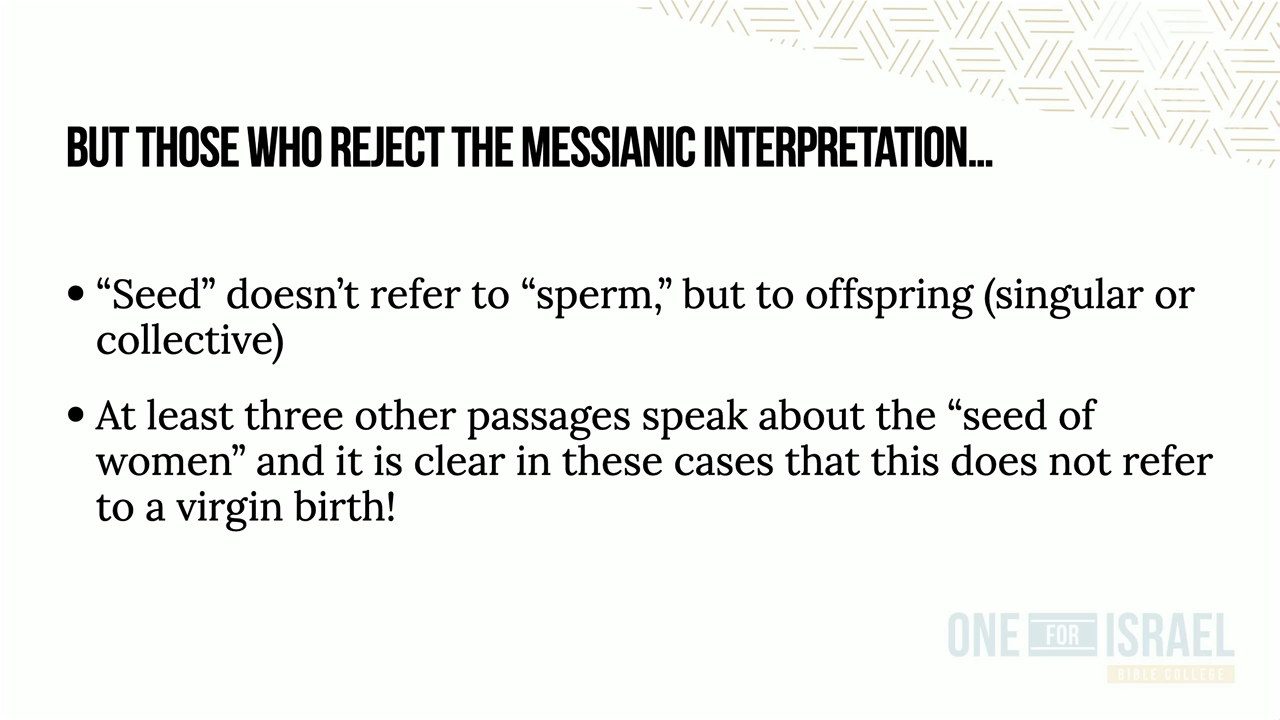 BUT THOSE WHO REJECT THE MESSIANIC INTERPRETATION...
• “Seed” doesn’t refer to “sperm,” but to offspring (singular or
collective)
• At least three other passages speak about the “seed of
women” and it is clear in these cases that this does not refer
to a virgin birth!
ONE FOR ISRAEL
BIBLE COLLEGE